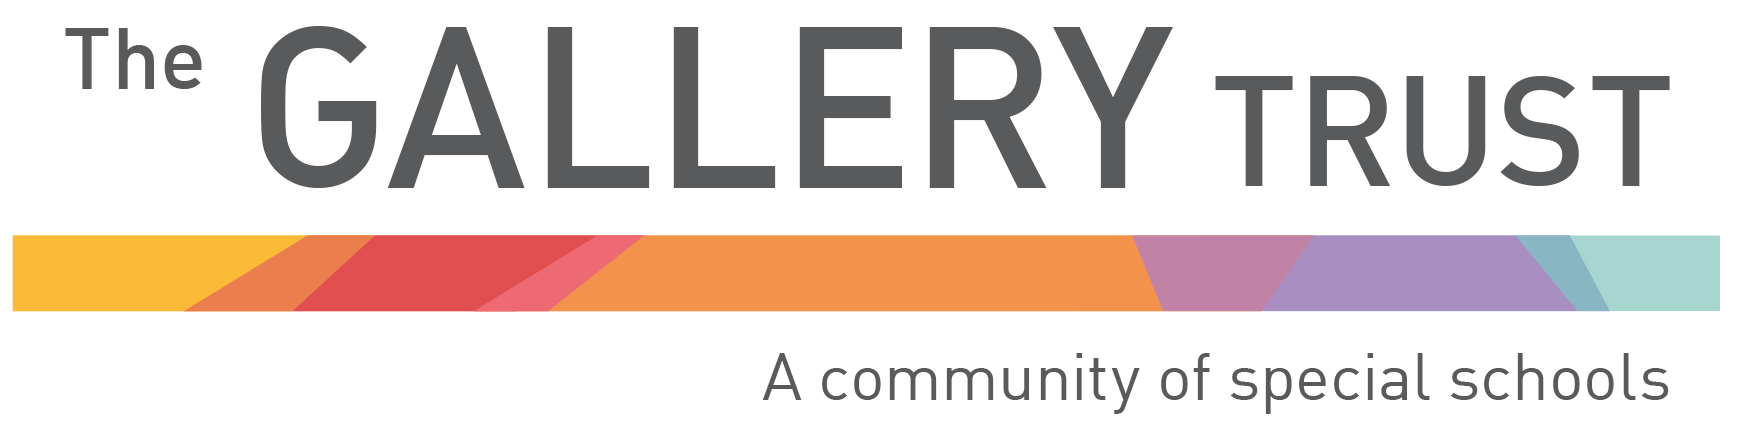 The GALLERY TRUST
A community of special schools